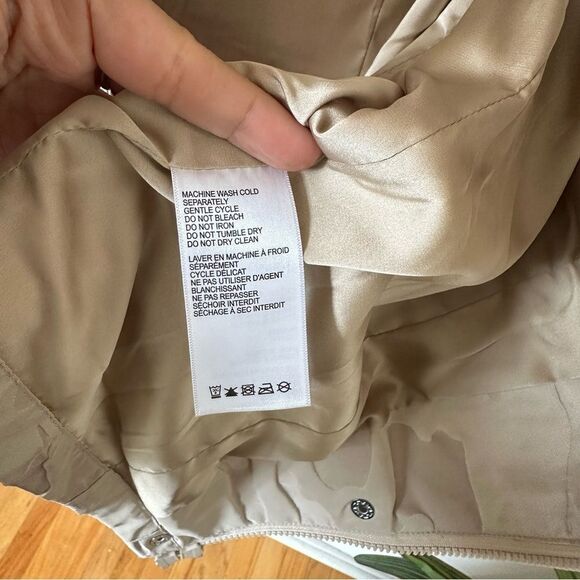 MACHINE WASH COLD
SEPARATELY
GENTLE CYCLE
DO NOT BLEACH
DO NOT IRON
DO NOT TUMBLE DRY
DO NOT DRY CLEAN
LAVER EN MACHINE À FROID
SÉPARÉMENT
CYCLE DÉLICAT
NE PAS UTILISER D'AGENT
BLANCHISSANT
NE PAS REPASSER
SÉCHOIR INTERDIT
SÉCHAGE À SEC INTERDIT